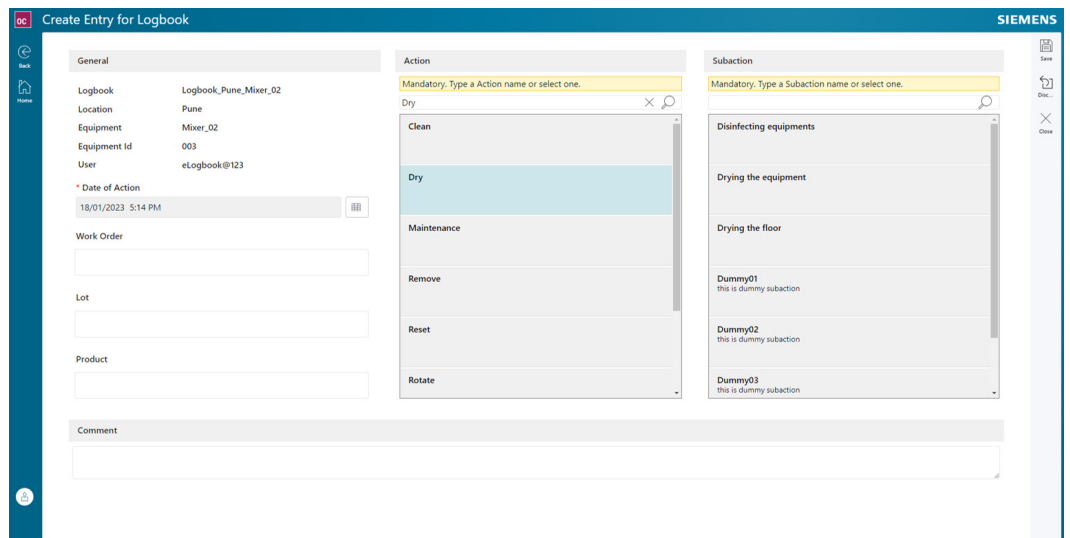 oc Create Entry for Logbook SIEMENS
Back
Home
Save
Disc...
Close
General
Logbook Logbook_Pune_Mixer_02
Location Pune
Equipment Mixer_02
Equipment Id 003
User eLogbook@123
* Date of Action
18/01/2023 5:14 PM
Work Order
Lot
Product
Action
Mandatory. Type a Action name or select one.
Dry
Clean
Dry
Maintenance
Remove
Reset
Rotate
Subaction
Mandatory. Type a Subaction name or select one.
Disinfecting equipments
Drying the equipment
Drying the floor
Dummy01
this is dummy subaction
Dummy02
this is dummy subaction
Dummy03
this is dummy subaction
Comment